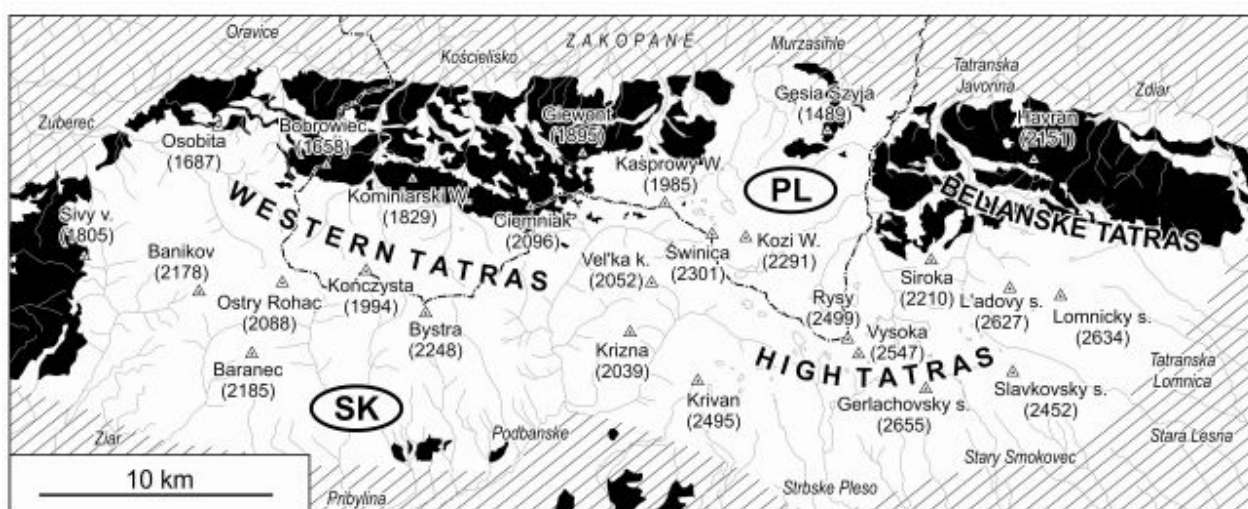 Oravice
Kościelisko
ZAKOPANE
Murzasihle
Tatranska
Javorina
Zdiar
Zuberec
Osobita
(1687)
Bobrowiec
(1658)
Giewont
(1895)
Gęsia Szyja
(1489)
Havran
(2151)
Kasprowy W.
(1985)
PL
Kominiarski W.
(1829)
Sivy v.
(1805)
WESTERN TATRAS
Ciemniak
(2096)
BELIANSKE TATRAS
Banikov
(2178)
Ostry Rohac
(2088)
Kończysta
(1994)
Vel'ka k.
(2052)
Świnica
(2301)
Kozi W.
(2291)
Siroka
(2210)
L'adovy s.
(2627)
Lomnicky s.
(2634)
Bystra
(2248)
Rysy
(2499)
Vysoka
(2547)
Baranec
(2185)
Krizna
(2039)
HIGH TATRAS
Tatranska
Lomnica
SK
Krivan
(2495)
Gerlachovsky s.
(2655)
Slavkovsky s.
(2452)
Ziar
Podbanske
Stara Lesna
Stary Smokovec
10 km
Pribylina
Strbske Pleso